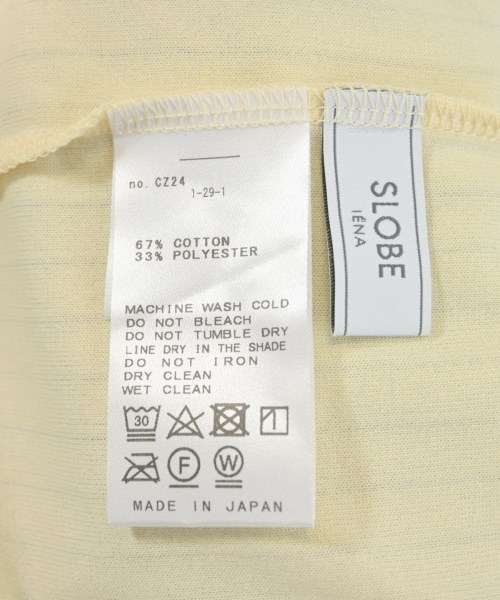 no. CZ24
1-29-1
67% COTTON
33% POLYESTER
MACHINE WASH COLD
DO NOT BLEACH
DO NOT TUMBLE DRY
LINE DRY IN THE SHADE
DO NOT IRON
DRY CLEAN
WET CLEAN
30
F
W
MADE IN JAPAN
SLOBE
IÉNA